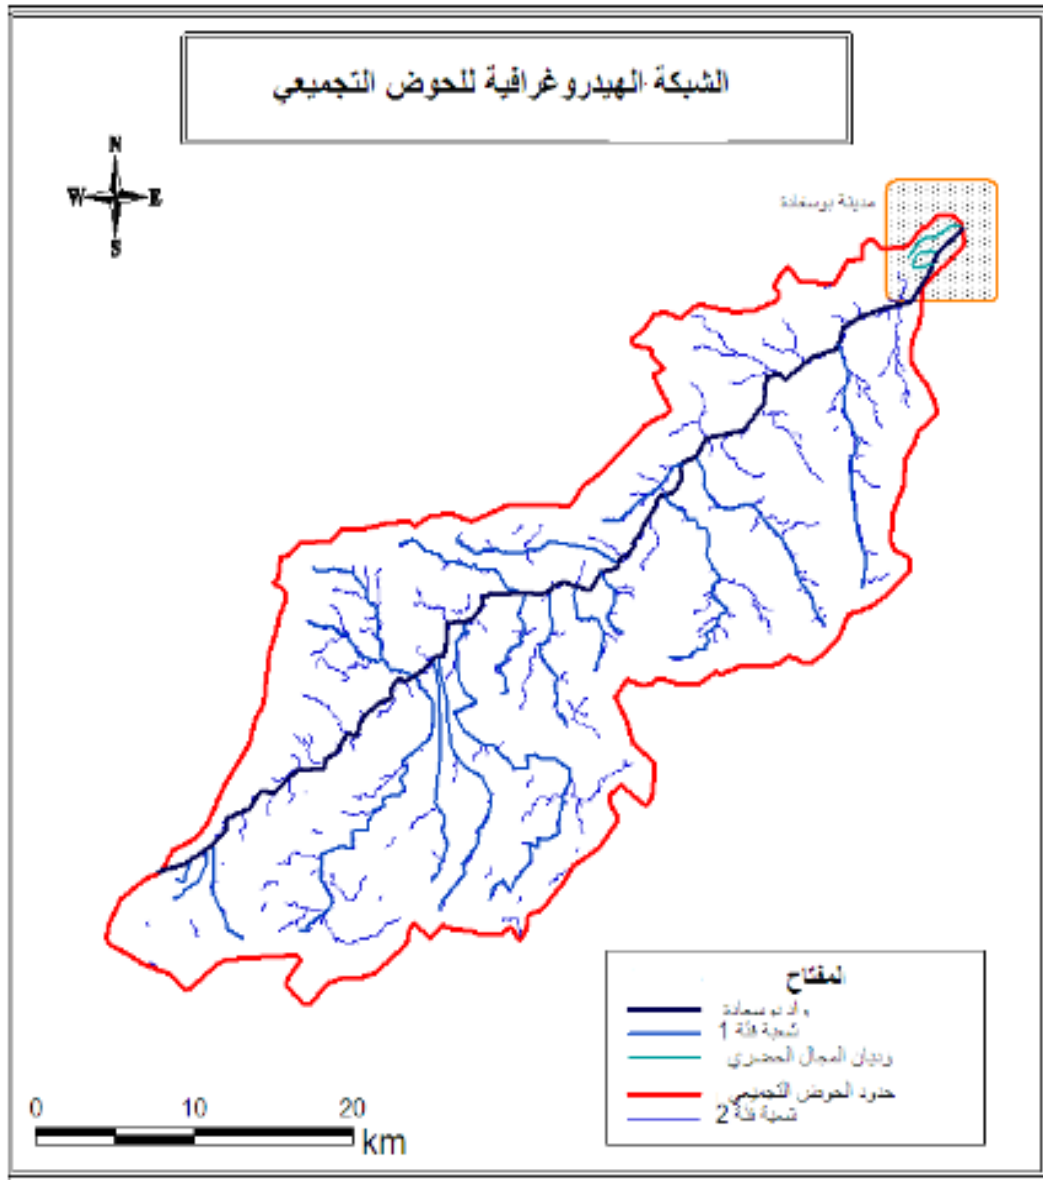 الشبكة الهيدروغرافية للحوض التجميعي
N
W E
S
مدينة بوسعادة
المفتاح
واد بوسعادة
شعبة فئة 1
وديان المجال الحضري
حدود الحوض التجميعي
شعبة فئة 2
0 10 20
km